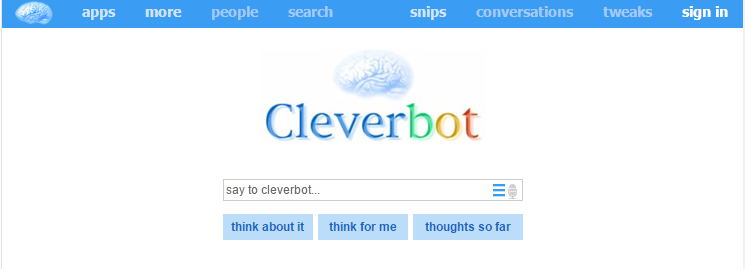 apps more people search snips conversations tweaks sign in
Cleverbot
say to cleverbot...
think about it think for me thoughts so far